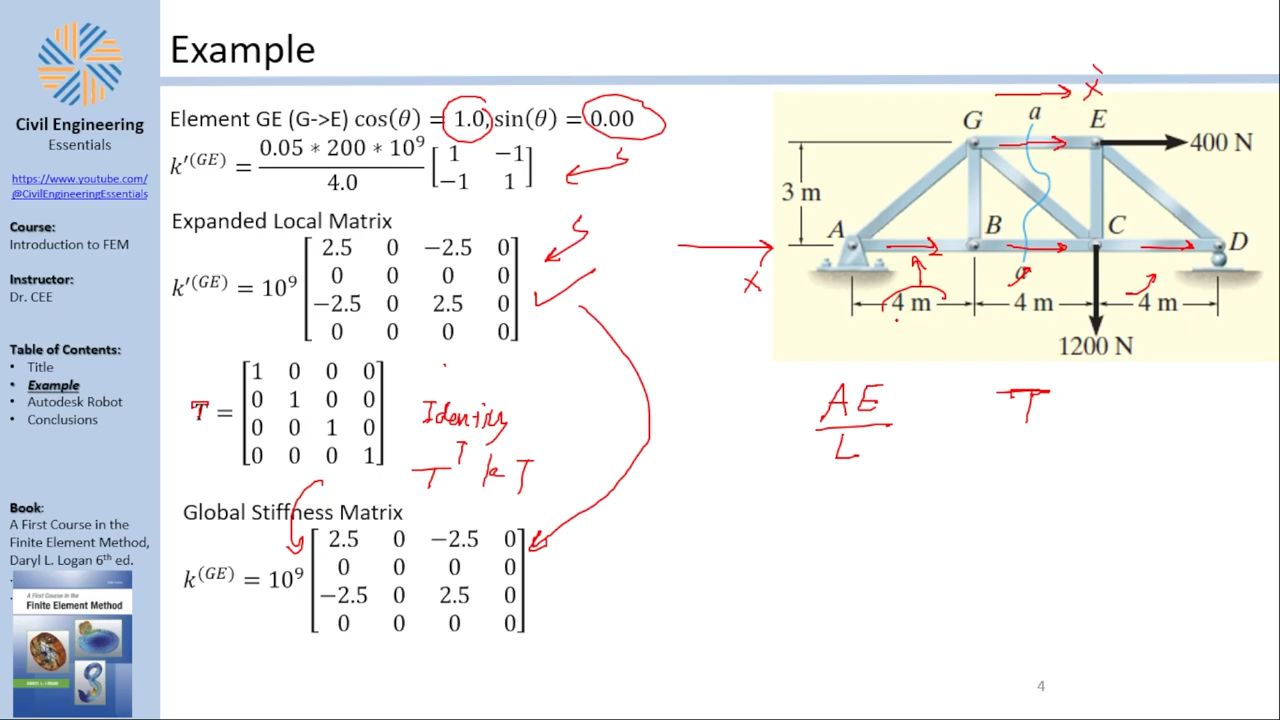 Civil Engineering
Essentials
https://www.youtube.com/
@CivilEngineeringEssentials
Course:
Introduction to FEM
Instructor:
Dr. CEE
Table of Contents:
• Title
• Example
• Autodesk Robot
• Conclusions
Book:
A First Course in the
Finite Element Method,
Daryl L. Logan 6th ed.
A First Course in the
Finite Element Method
Example
Element GE (G->E) cos(θ) = 1.0, sin(θ) = 0.00
k′(GE) = 0.05 * 200 * 10⁹ / 4.0 [1 −1
−1 1]
Expanded Local Matrix
k′(GE) = 10⁹ [2.5 0 −2.5 0
0 0 0 0
−2.5 0 2.5 0
0 0 0 0]
T = [1 0 0 0
0 1 0 0
0 0 1 0
0 0 0 1]
Identity
Tᵀ k T
Global Stiffness Matrix
k(GE) = 10⁹ [2.5 0 −2.5 0
0 0 0 0
−2.5 0 2.5 0
0 0 0 0]
x′
G a E
400 N
3 m
A B C D
a
x′
4 m 4 m 4 m
1200 N
AE
L
T
4